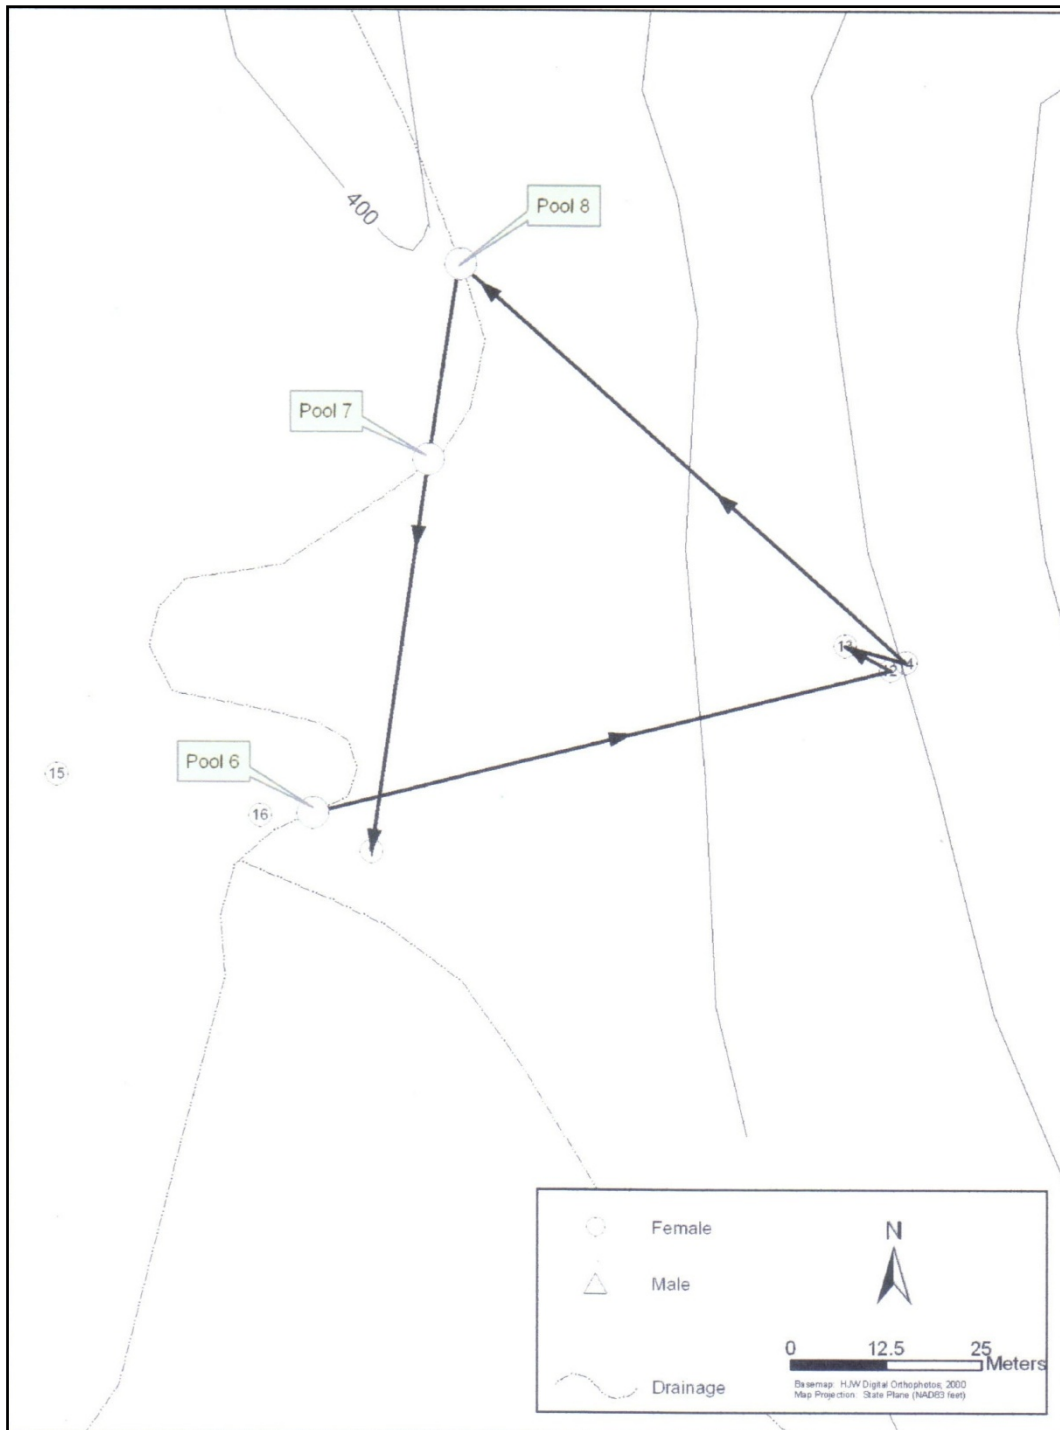 400
Pool 8
Pool 7
13
12
14
Pool 6
15
16
Female
Male
Drainage
N
0 12.5 25
Meters
Basemap: HJW Digital Orthophotos, 2000
Map Projection: State Plane (NAD83 feet)